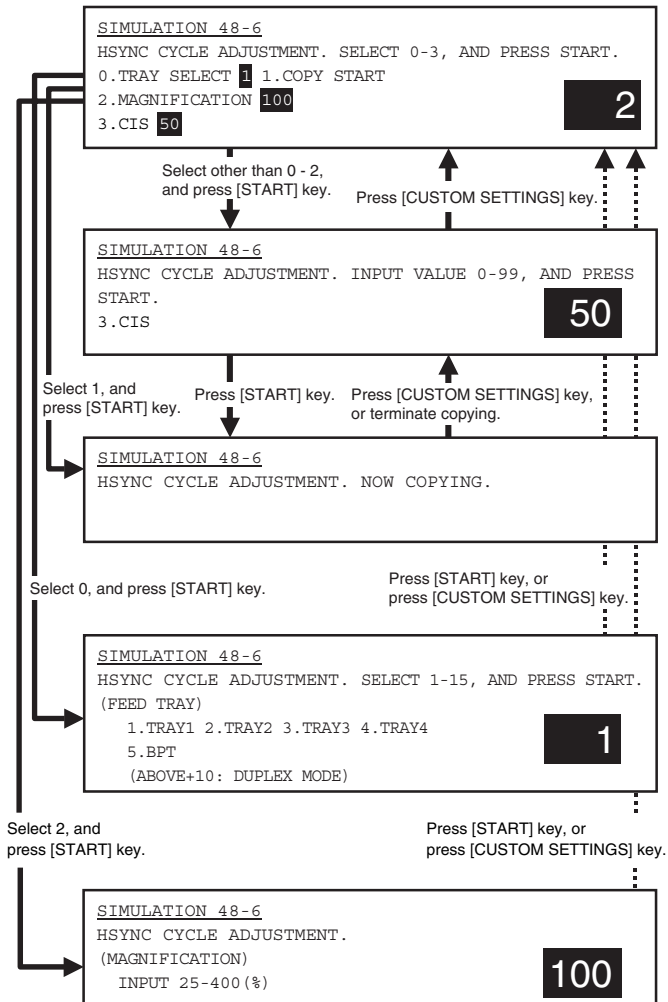 SIMULATION 48-6
HSYNC CYCLE ADJUSTMENT. SELECT 0-3, AND PRESS START.
0.TRAY SELECT 1 1.COPY START
2.MAGNIFICATION 100
3.CIS 50
2
Select other than 0 - 2,
and press [START] key.
Press [CUSTOM SETTINGS] key.
SIMULATION 48-6
HSYNC CYCLE ADJUSTMENT. INPUT VALUE 0-99, AND PRESS
START.
3.CIS
50
Select 1, and
press [START] key.
Press [START] key.
Press [CUSTOM SETTINGS] key,
or terminate copying.
SIMULATION 48-6
HSYNC CYCLE ADJUSTMENT. NOW COPYING.
Select 0, and press [START] key.
Press [START] key, or
press [CUSTOM SETTINGS] key.
SIMULATION 48-6
HSYNC CYCLE ADJUSTMENT. SELECT 1-15, AND PRESS START.
(FEED TRAY)
1.TRAY1 2.TRAY2 3.TRAY3 4.TRAY4
5.BPT
(ABOVE+10: DUPLEX MODE)
1
Select 2, and
press [START] key.
Press [START] key, or
press [CUSTOM SETTINGS] key.
SIMULATION 48-6
HSYNC CYCLE ADJUSTMENT.
(MAGNIFICATION)
INPUT 25-400(%)
100